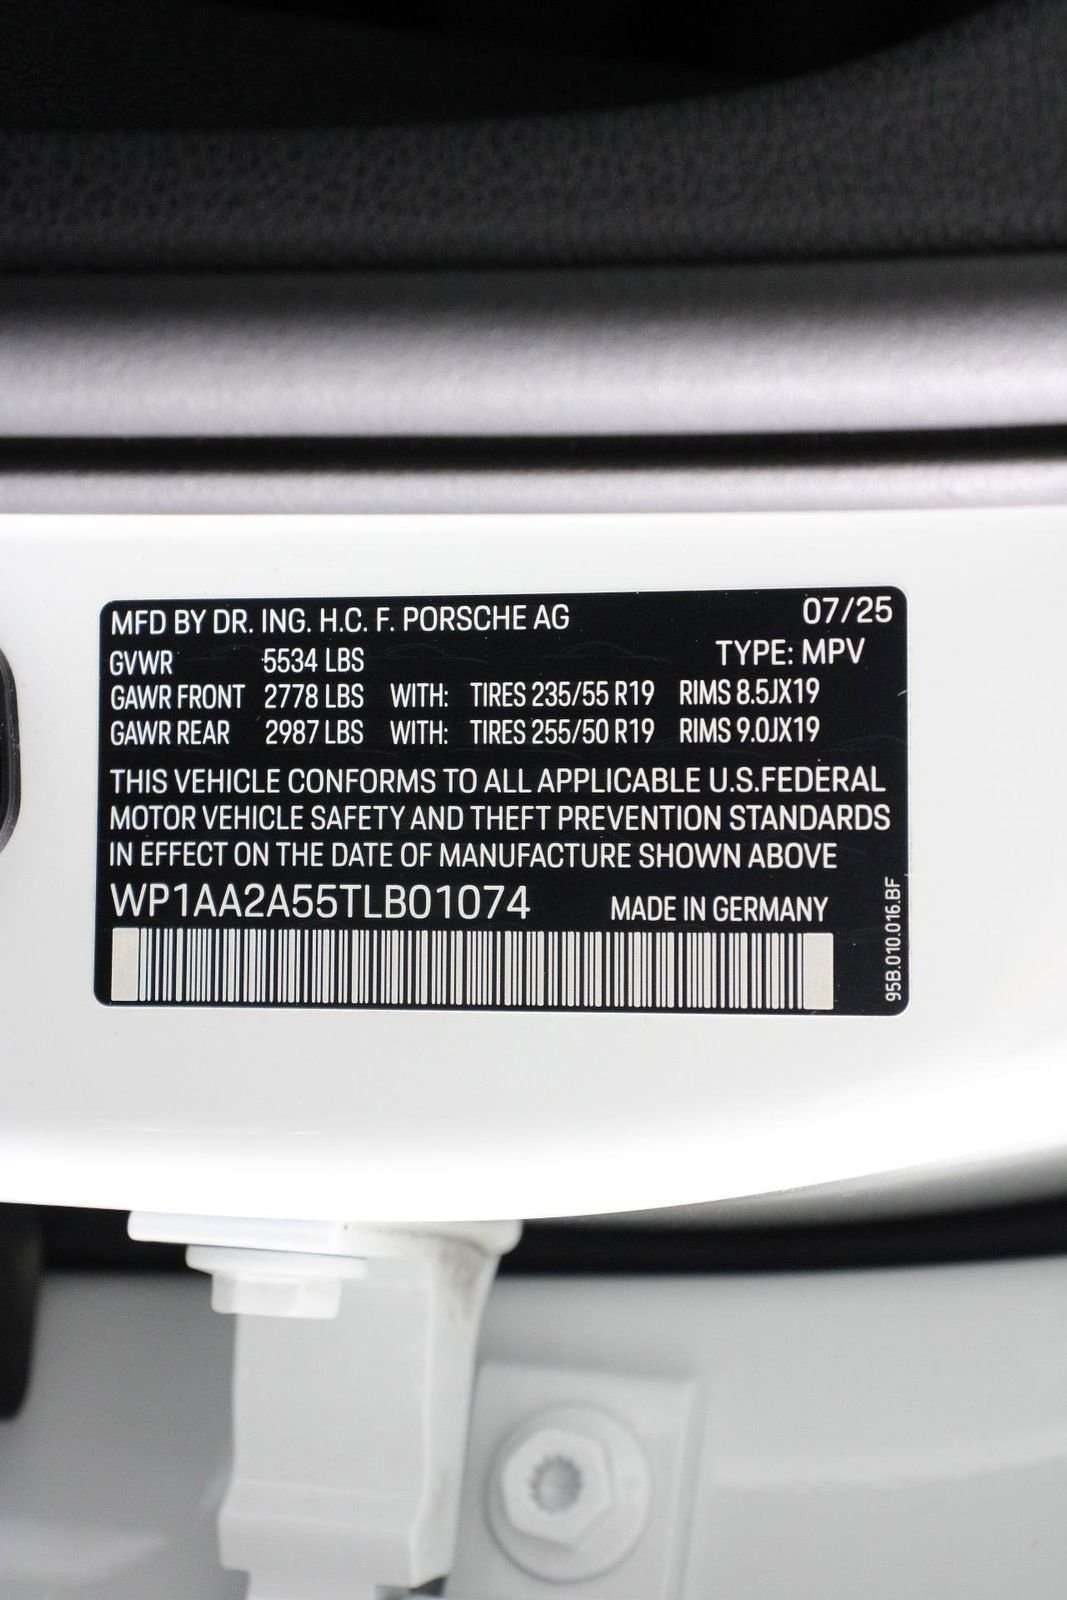 MFD BY DR. ING. H.C. F. PORSCHE AG 07/25
GVWR 5534 LBS TYPE: MPV
GAWR FRONT 2778 LBS WITH: TIRES 235/55 R19 RIMS 8.5JX19
GAWR REAR 2987 LBS WITH: TIRES 255/50 R19 RIMS 9.0JX19
THIS VEHICLE CONFORMS TO ALL APPLICABLE U.S.FEDERAL
MOTOR VEHICLE SAFETY AND THEFT PREVENTION STANDARDS
IN EFFECT ON THE DATE OF MANUFACTURE SHOWN ABOVE
WP1AA2A55TLB01074 MADE IN GERMANY
95B.010.016.BF